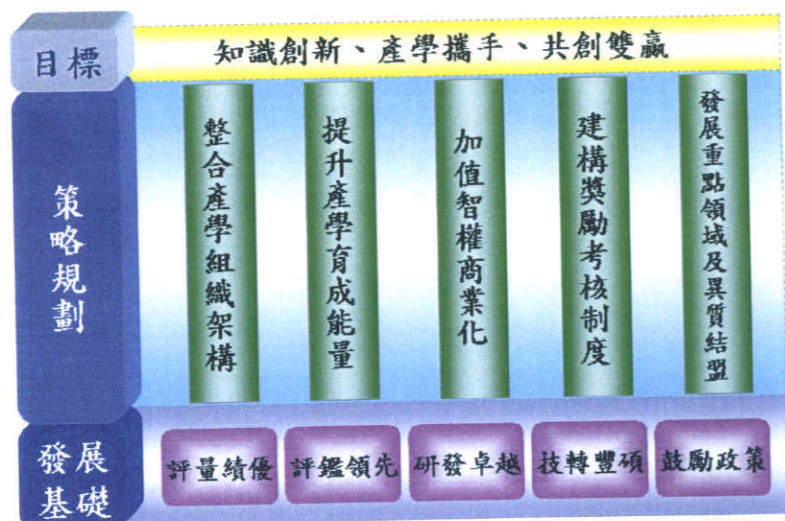 目標
知識創新、產學攜手、共創雙贏
策略規劃
整合產學組織架構
提升產學育成能量
加值智權商業化
建構獎勵考核制度
發展重點領域及異質結盟
發展
基礎
評量績優
評鑑領先
研發卓越
技轉豐碩
鼓勵政策